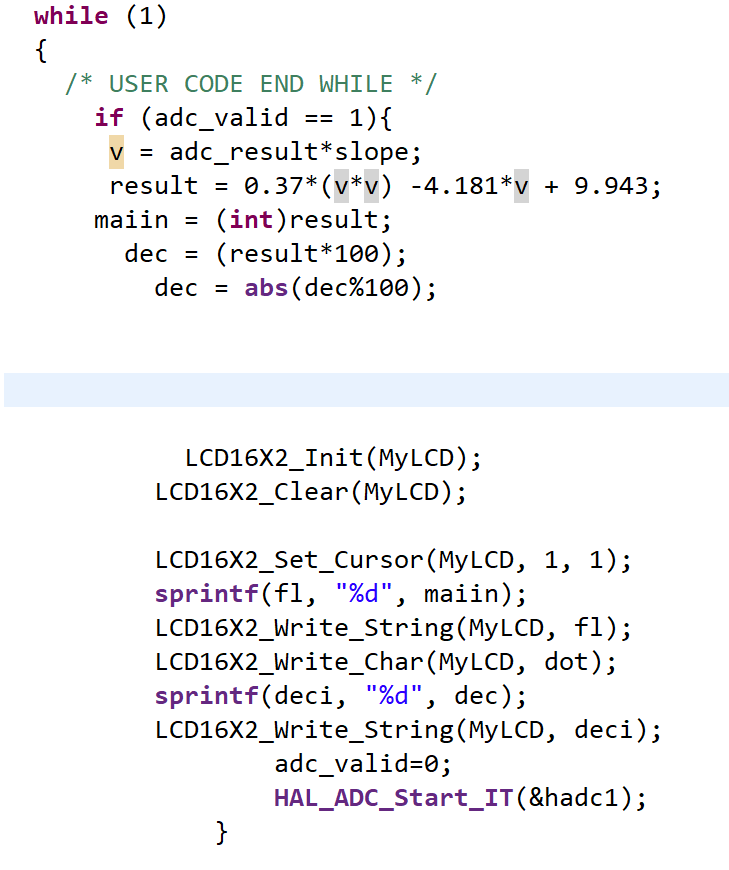 while (1)
{
/* USER CODE END WHILE */
if (adc_valid == 1){
v = adc_result*slope;
result = 0.37*(v*v) -4.181*v + 9.943;
maiin = (int)result;
dec = (result*100);
dec = abs(dec%100);
LCD16X2_Init(MyLCD);
LCD16X2_Clear(MyLCD);
LCD16X2_Set_Cursor(MyLCD, 1, 1);
sprintf(fl, "%d", maiin);
LCD16X2_Write_String(MyLCD, fl);
LCD16X2_Write_Char(MyLCD, dot);
sprintf(deci, "%d", dec);
LCD16X2_Write_String(MyLCD, deci);
adc_valid=0;
HAL_ADC_Start_IT(&hadc1);
}